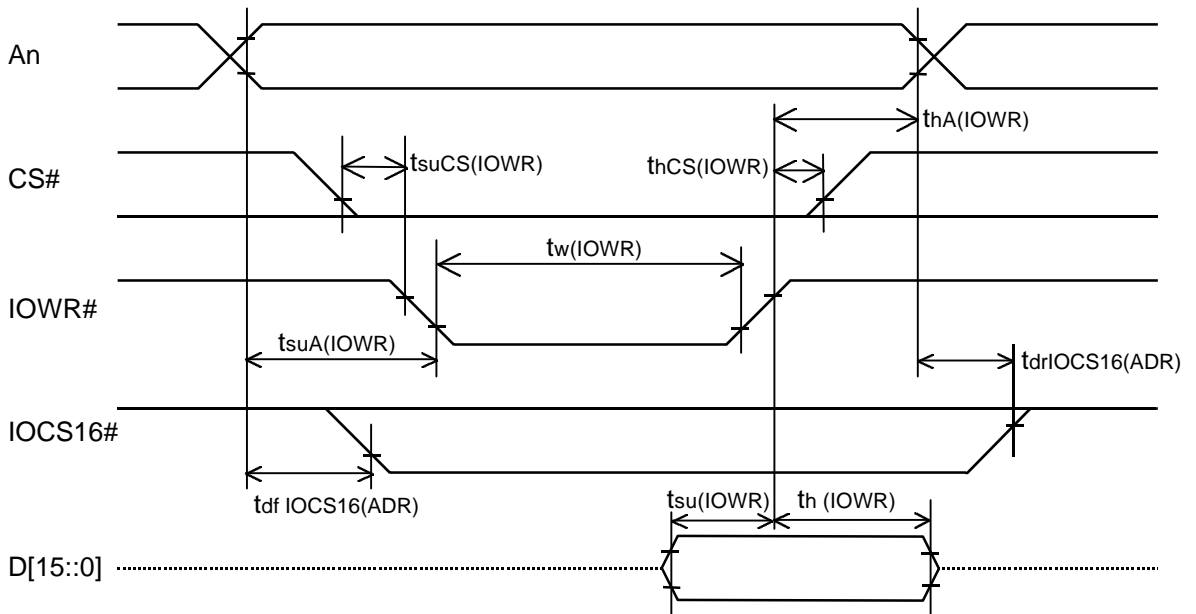 An
thA(IOWR)
CS#
tsuCS(IOWR)
thCS(IOWR)
tw(IOWR)
IOWR#
tsuA(IOWR)
tdrIOCS16(ADR)
IOCS16#
tdf IOCS16(ADR)
tsu(IOWR)
th (IOWR)
D[15::0]